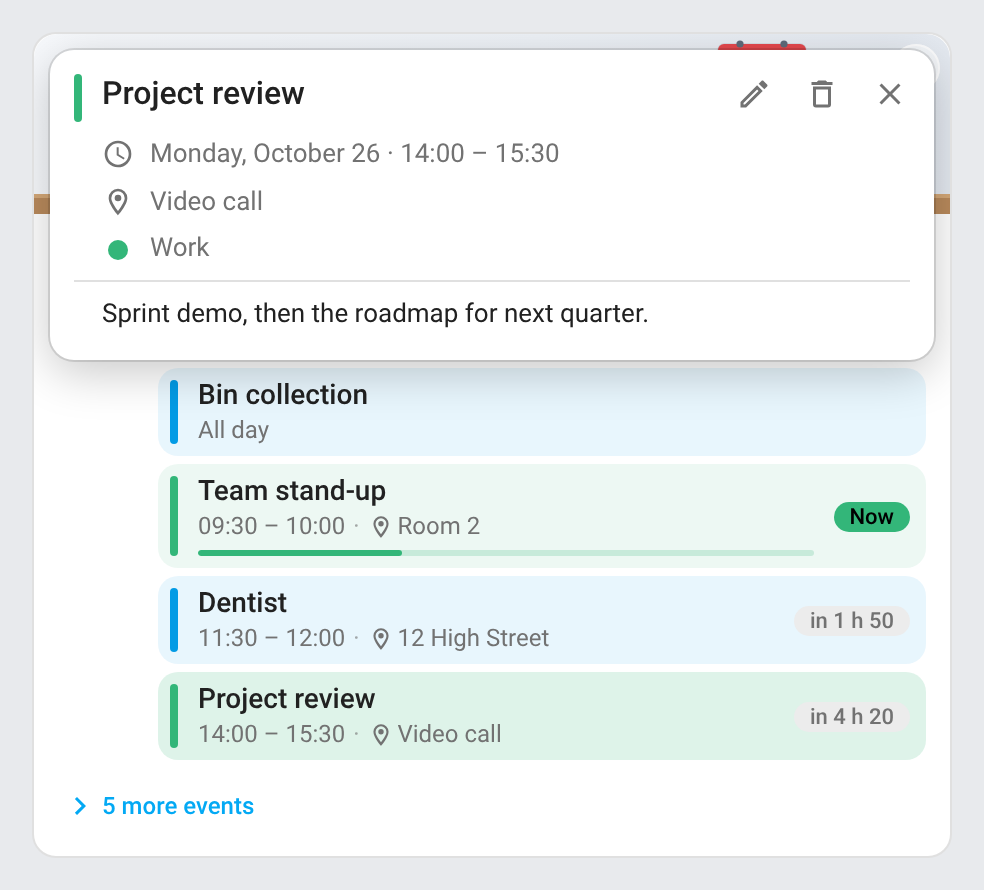 Project review
Monday, October 26 · 14:00 – 15:30
Video call
Work
Sprint demo, then the roadmap for next quarter.
Bin collection
All day
Team stand-up
09:30 – 10:00 · Room 2
Now
Dentist
11:30 – 12:00 · 12 High Street
in 1 h 50
Project review
14:00 – 15:30 · Video call
in 4 h 20
5 more events